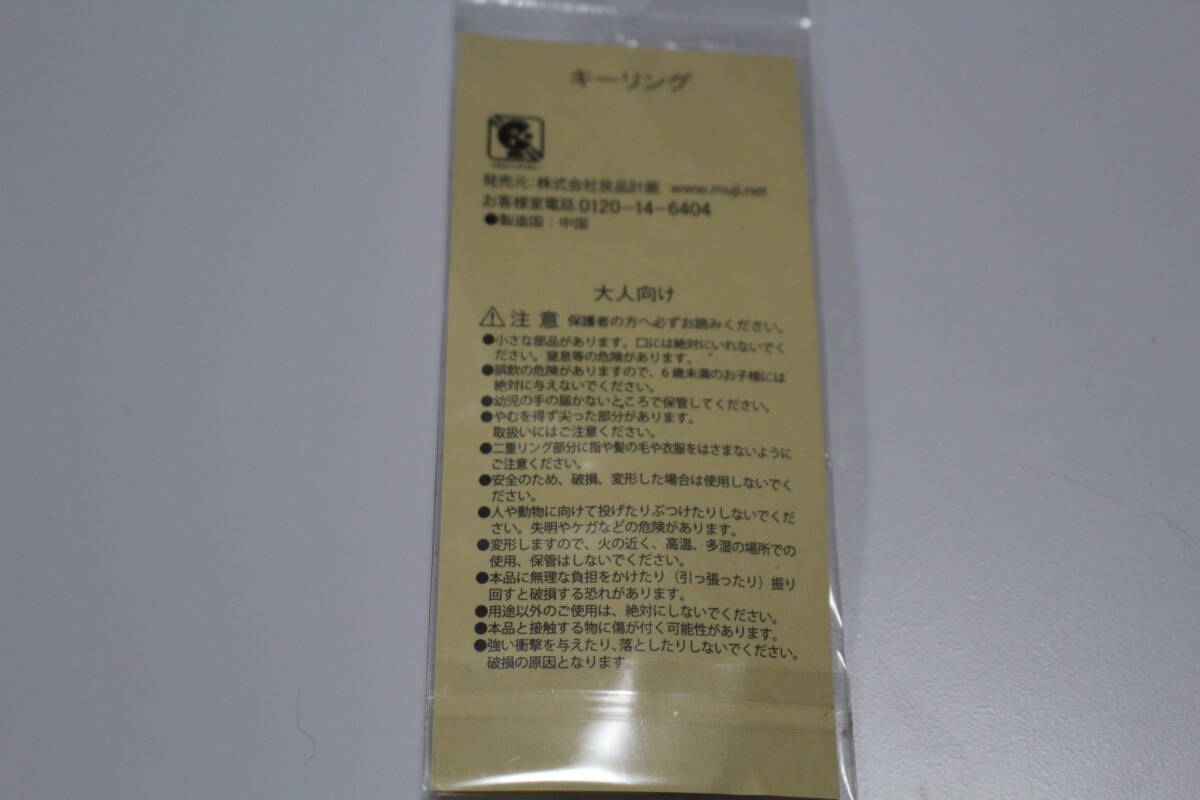 キーリング
発売元：株式会社良品計画 www.muji.net
お客様室電話 0120-14-6404
●製造国：中国
大人向け
⚠注意 保護者の方へ必ずお読みください。
●小さな部品があります。口には絶対にいれないでく
ださい。窒息等の危険があります。
●誤飲の危険がありますので、6歳未満のお子様には
絶対に与えないでください。
●幼児の手の届かないところで保管してください。
●やむを得ず尖った部分があります。
取扱いにはご注意ください。
●二重リング部分に指や髪の毛や衣服をはさまないように
ご注意ください。
●安全のため、破損、変形した場合は使用しないでく
ださい。
●人や動物に向けて投げたりぶつけたりしないでくだ
さい。失明やケガなどの危険があります。
●変形しますので、火の近く、高温、多湿の場所での
使用、保管はしないでください。
●本品に無理な負担をかけたり（引っ張ったり）振り
回すと破損する恐れがあります。
●用途以外のご使用は、絶対にしないでください。
●本品と接触する物に傷が付く可能性があります。
●強い衝撃を与えたり、落としたりしないでください。
破損の原因となります。